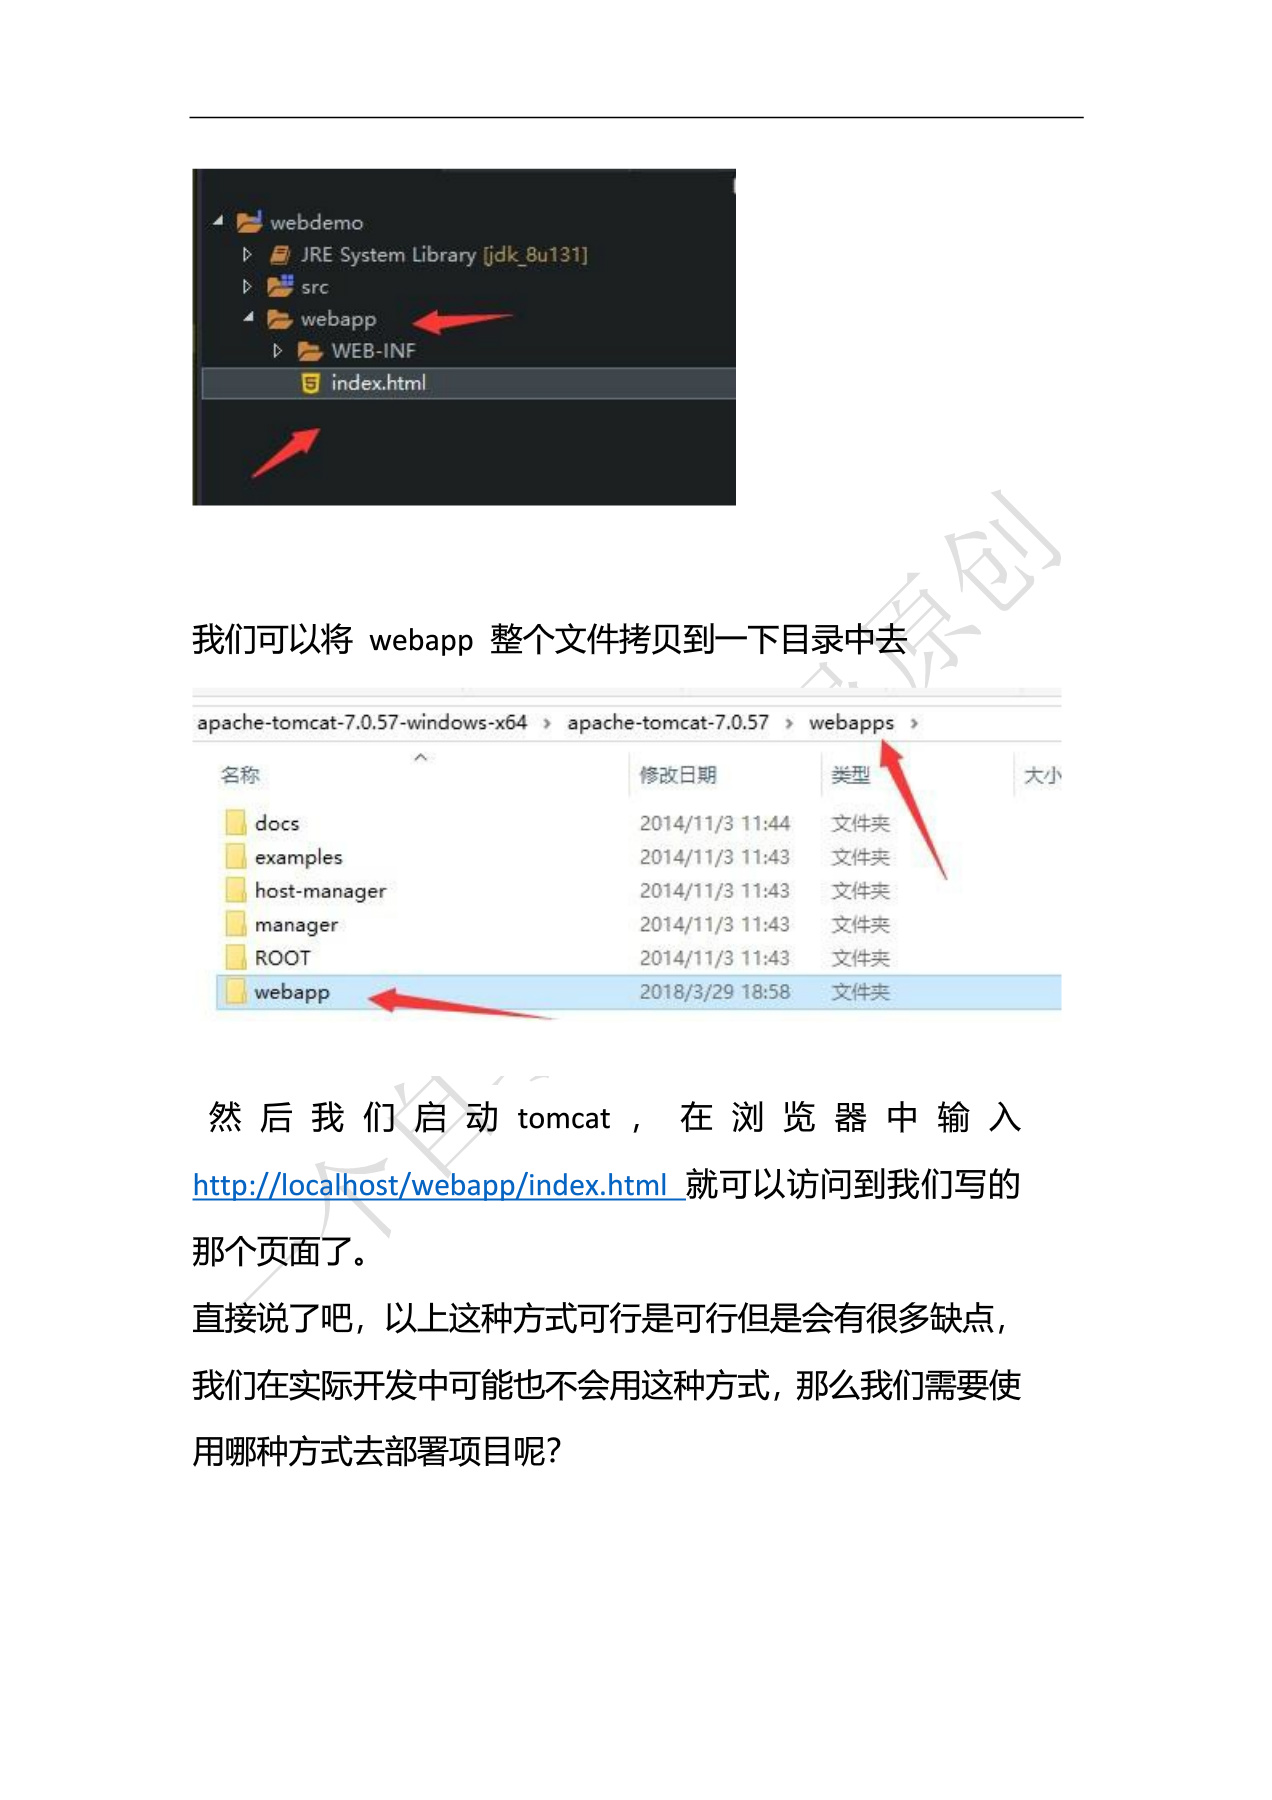 webdemo
JRE System Library [jdk_8u131]
src
webapp
WEB-INF
index.html
我们可以将 webapp 整个文件拷贝到一下目录中去
apache-tomcat-7.0.57-windows-x64 › apache-tomcat-7.0.57 › webapps ›
名称 修改日期 类型 大小
docs 2014/11/3 11:44 文件夹
examples 2014/11/3 11:43 文件夹
host-manager 2014/11/3 11:43 文件夹
manager 2014/11/3 11:43 文件夹
ROOT 2014/11/3 11:43 文件夹
webapp 2018/3/29 18:58 文件夹
然后我们启动 tomcat ，在浏览器中输入
http://localhost/webapp/index.html 就可以访问到我们写的
那个页面了。
直接说了吧，以上这种方式可行是可行但是会有很多缺点，
我们在实际开发中可能也不会用这种方式，那么我们需要使
用哪种方式去部署项目呢？